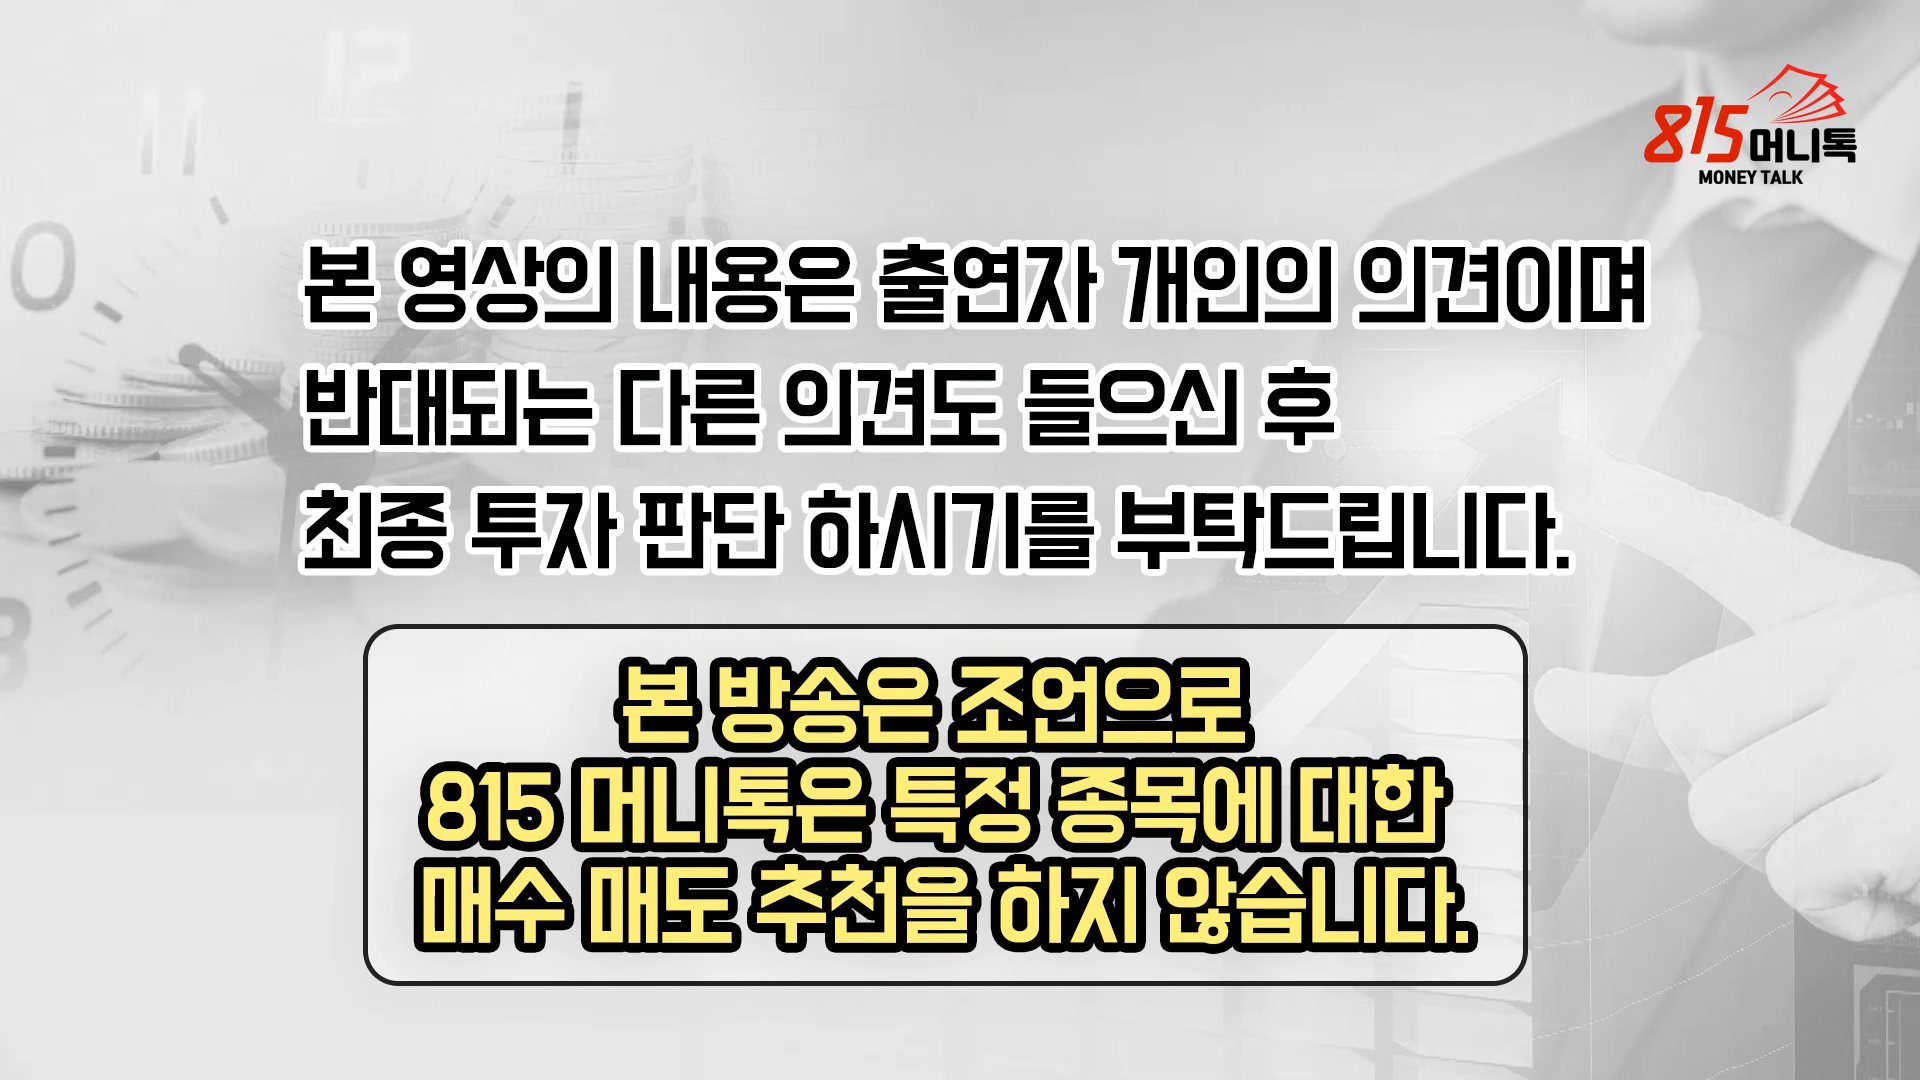 815머니톡
MONEY TALK
본 영상의 내용은 출연자 개인의 의견이며
반대되는 다른 의견도 들으신 후
최종 투자 판단 하시기를 부탁드립니다.
본 방송은 조언으로
815 머니톡은 특정 종목에 대한
매수 매도 추천을 하지 않습니다.
12
11
10
8